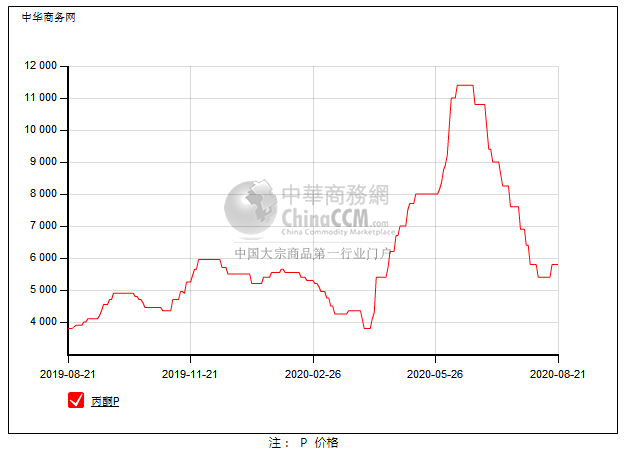 中华商务网
12 000
11 000
10 000
9 000
8 000
7 000
6 000
5 000
4 000
中華商務網
ChinaCCM.com
China Commodity Marketplace
中国大宗商品第一行业门户
2019-08-21
2019-11-21
2020-02-26
2020-05-26
2020-08-21
丙酮P
注： P 价格